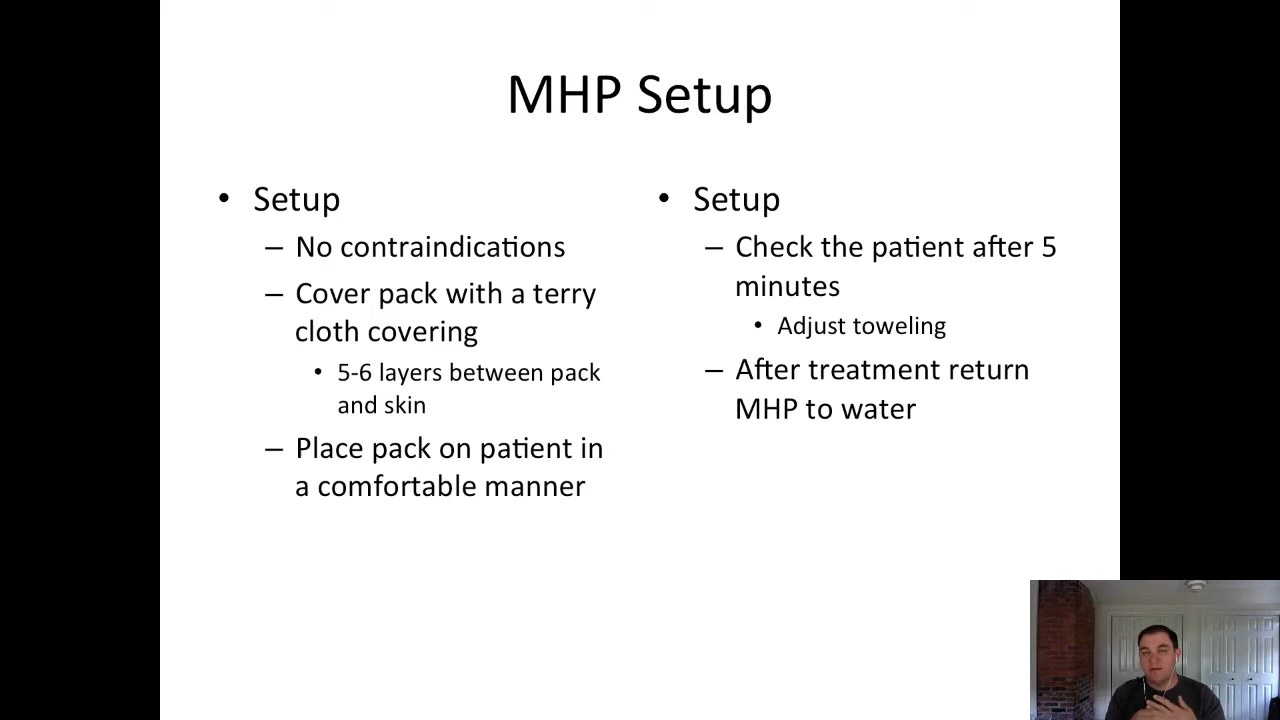 MHP Setup
• Setup
– No contraindications
– Cover pack with a terry
cloth covering
• 5-6 layers between pack
and skin
– Place pack on patient in
a comfortable manner
• Setup
– Check the patient after 5
minutes
• Adjust toweling
– After treatment return
MHP to water